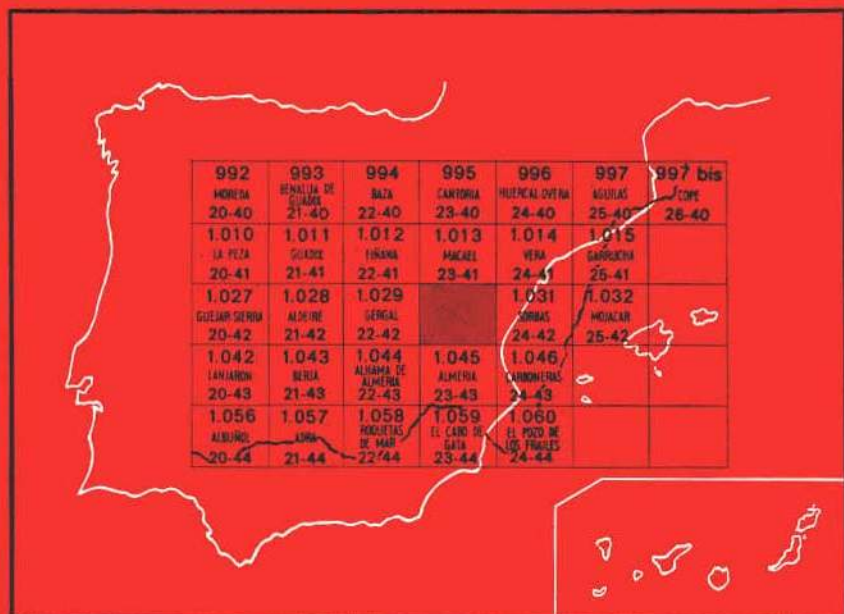 992 993 994 995 996 997 997 bis
MOREDA BENALUA DE GUADIX BAZA CANTORIA HUERCAL-OVERA AGUILAS COPE
20-40 21-40 22-40 23-40 24-40 25-40 26-40
1.010 1.011 1.012 1.013 1.014 1.015
LA PEZA GUADIX FIÑANA MACAEL VERA GARRUCHA
20-41 21-41 22-41 23-41 24-41 25-41
1.027 1.028 1.029 1.031 1.032
GUEJAR-SIERRA ALDEIRE GERGAL SORBAS MOJACAR
20-42 21-42 22-42 24-42 25-42
1.042 1.043 1.044 1.045 1.046
LANJARON BERJA ALHAMA DE ALMERIA ALMERIA CARBONERAS
20-43 21-43 22-43 23-43 24-43
1.056 1.057 1.058 1.059 1.060
ALBUÑOL ADRA ROQUETAS DE MAR EL CABO DE GATA EL POZO DE LOS FRAILES
20-44 21-44 22-44 23-44 24-44